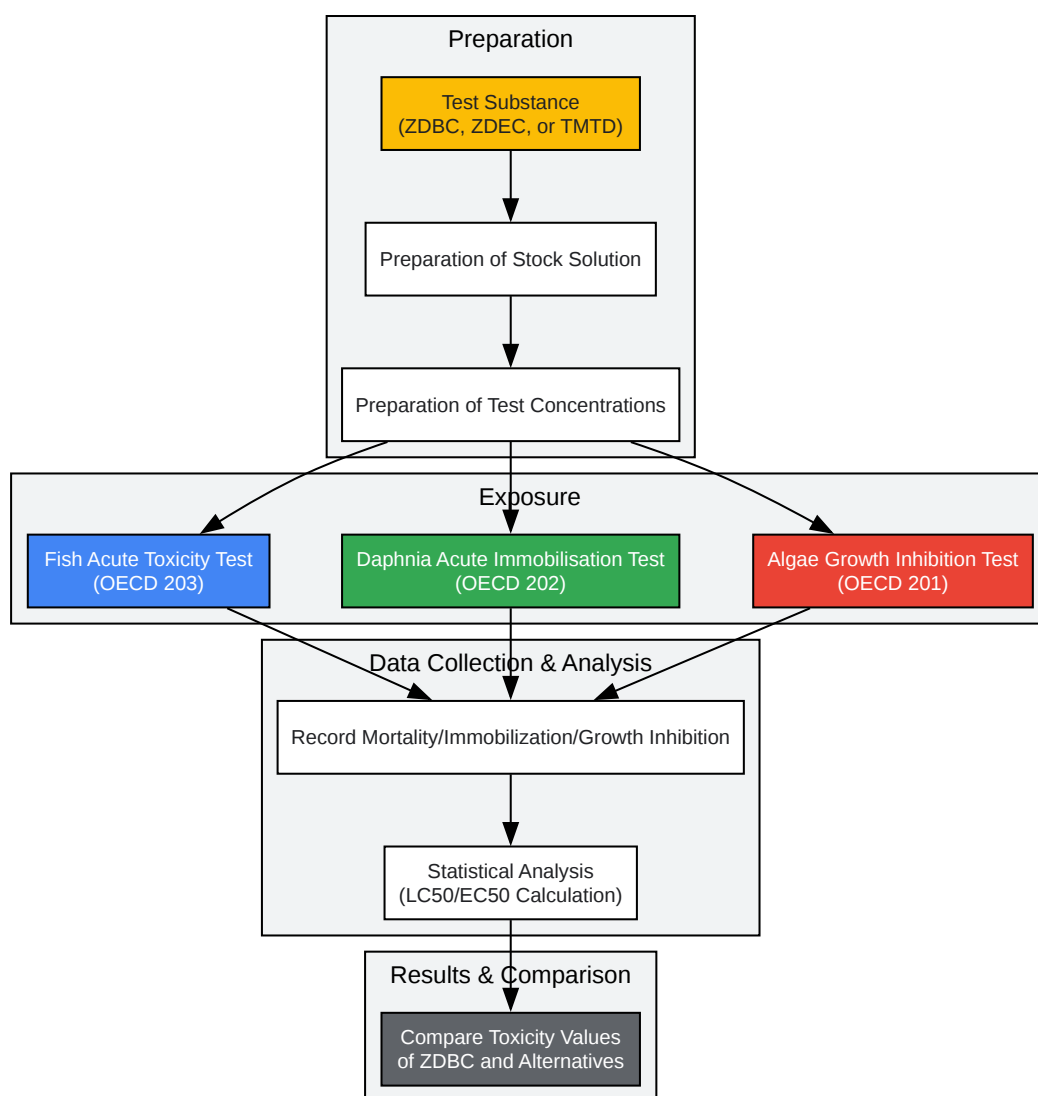 Preparation
Test Substance
(ZDBC, ZDEC, or TMTD)
Preparation of Stock Solution
Preparation of Test Concentrations
Exposure
Fish Acute Toxicity Test
(OECD 203)
Daphnia Acute Immobilisation Test
(OECD 202)
Algae Growth Inhibition Test
(OECD 201)
Data Collection & Analysis
Record Mortality/Immobilization/Growth Inhibition
Statistical Analysis
(LC50/EC50 Calculation)
Results & Comparison
Compare Toxicity Values
of ZDBC and Alternatives